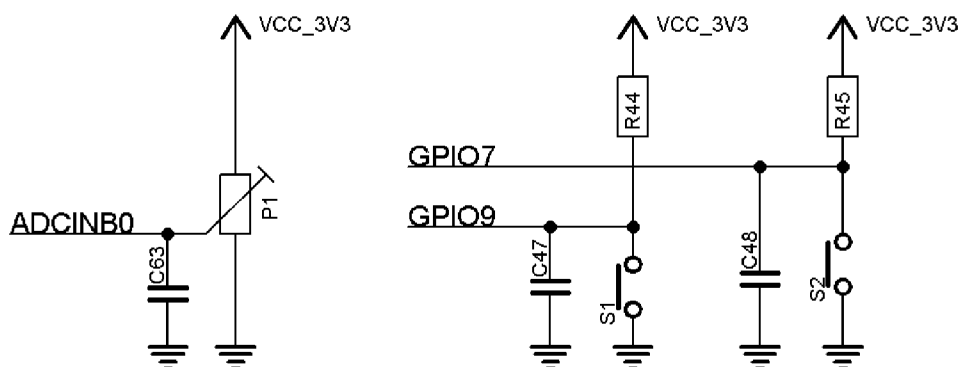 VCC_3V3
VCC_3V3
VCC_3V3
R44
R45
GPIO7
P1
ADCINB0
GPIO9
C63
C47
S1
C48
S2